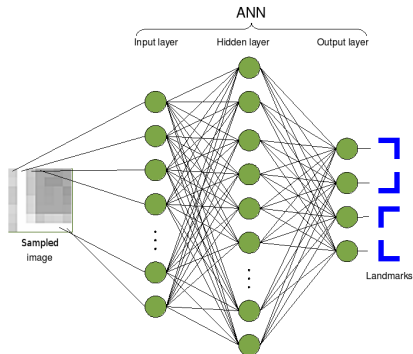 ANN
Input layer
Hidden layer
Output layer
Sampled
image
Landmarks